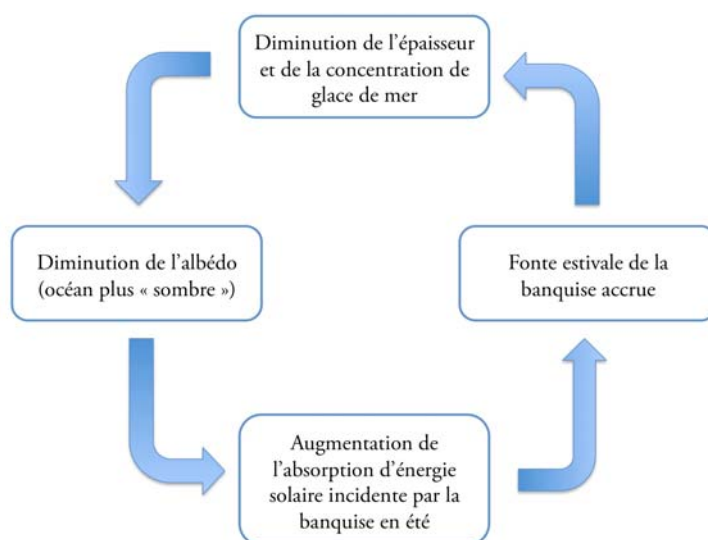 Diminution de l’épaisseur
et de la concentration de
glace de mer
Diminution de l’albédo
(océan plus « sombre »)
Fonte estivale de la
banquise accrue
Augmentation de
l’absorption d’énergie
solaire incidente par la
banquise en été